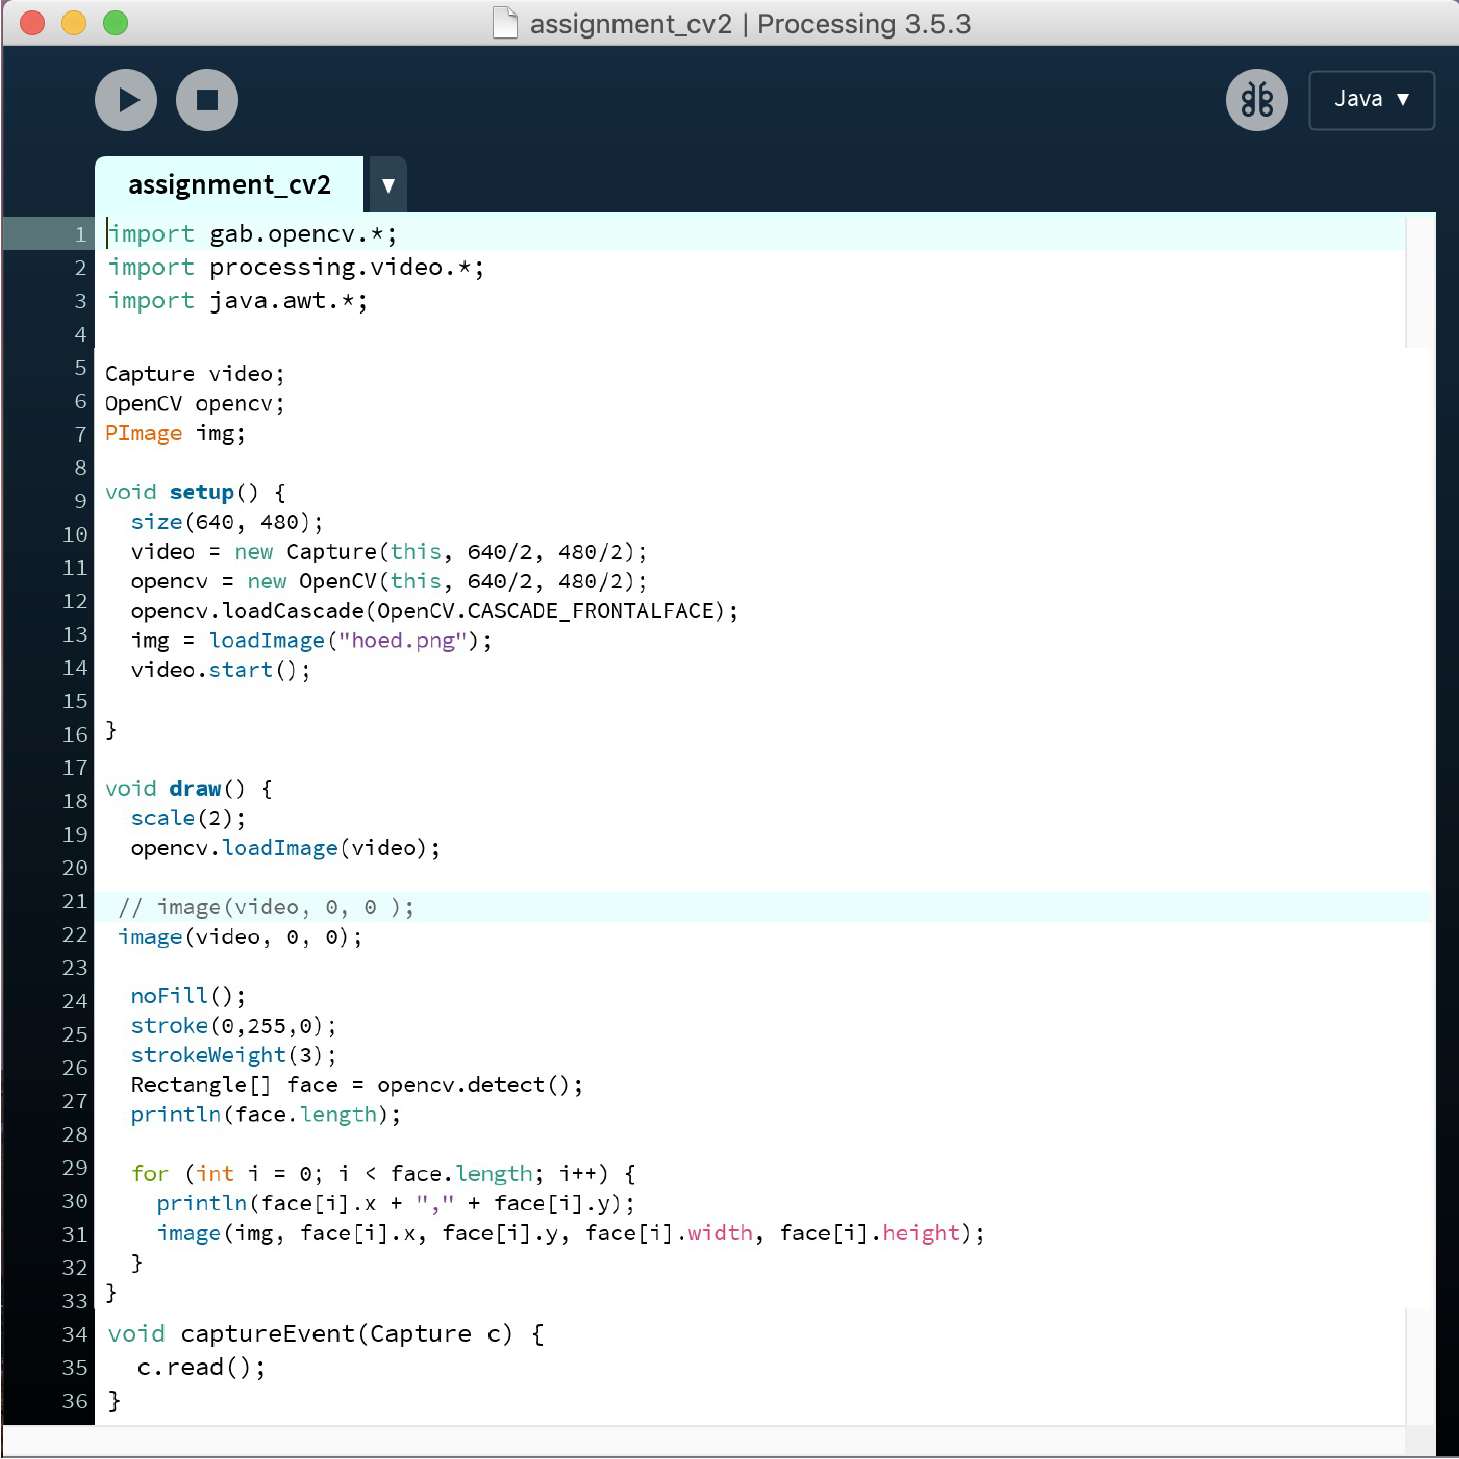 assignment_cv2 | Processing 3.5.3
Java ▼
assignment_cv2 ▼
1 import gab.opencv.*;
2 import processing.video.*;
3 import java.awt.*;
4
5 Capture video;
6 OpenCV opencv;
7 PImage img;
8
9 void setup() {
10   size(640, 480);
11   video = new Capture(this, 640/2, 480/2);
12   opencv = new OpenCV(this, 640/2, 480/2);
13   opencv.loadCascade(OpenCV.CASCADE_FRONTALFACE);
14   img = loadImage("hoed.png");
15   video.start();
16 }
17
18 void draw() {
19   scale(2);
20   opencv.loadImage(video);
21 // image(video, 0, 0 );
22 image(video, 0, 0);
23
24   noFill();
25   stroke(0,255,0);
26   strokeWeight(3);
27   Rectangle[] face = opencv.detect();
28   println(face.length);
29   for (int i = 0; i < face.length; i++) {
30     println(face[i].x + "," + face[i].y);
31     image(img, face[i].x, face[i].y, face[i].width, face[i].height);
32   }
33 }
34 void captureEvent(Capture c) {
35   c.read();
36 }